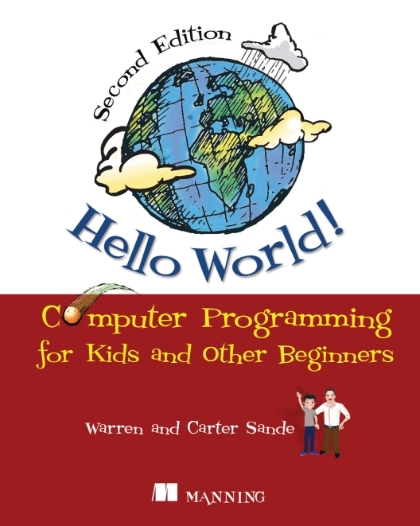 Second Edition
Hello World!
Computer Programming
for Kids and Other Beginners
Warren and Carter Sande
MANNING